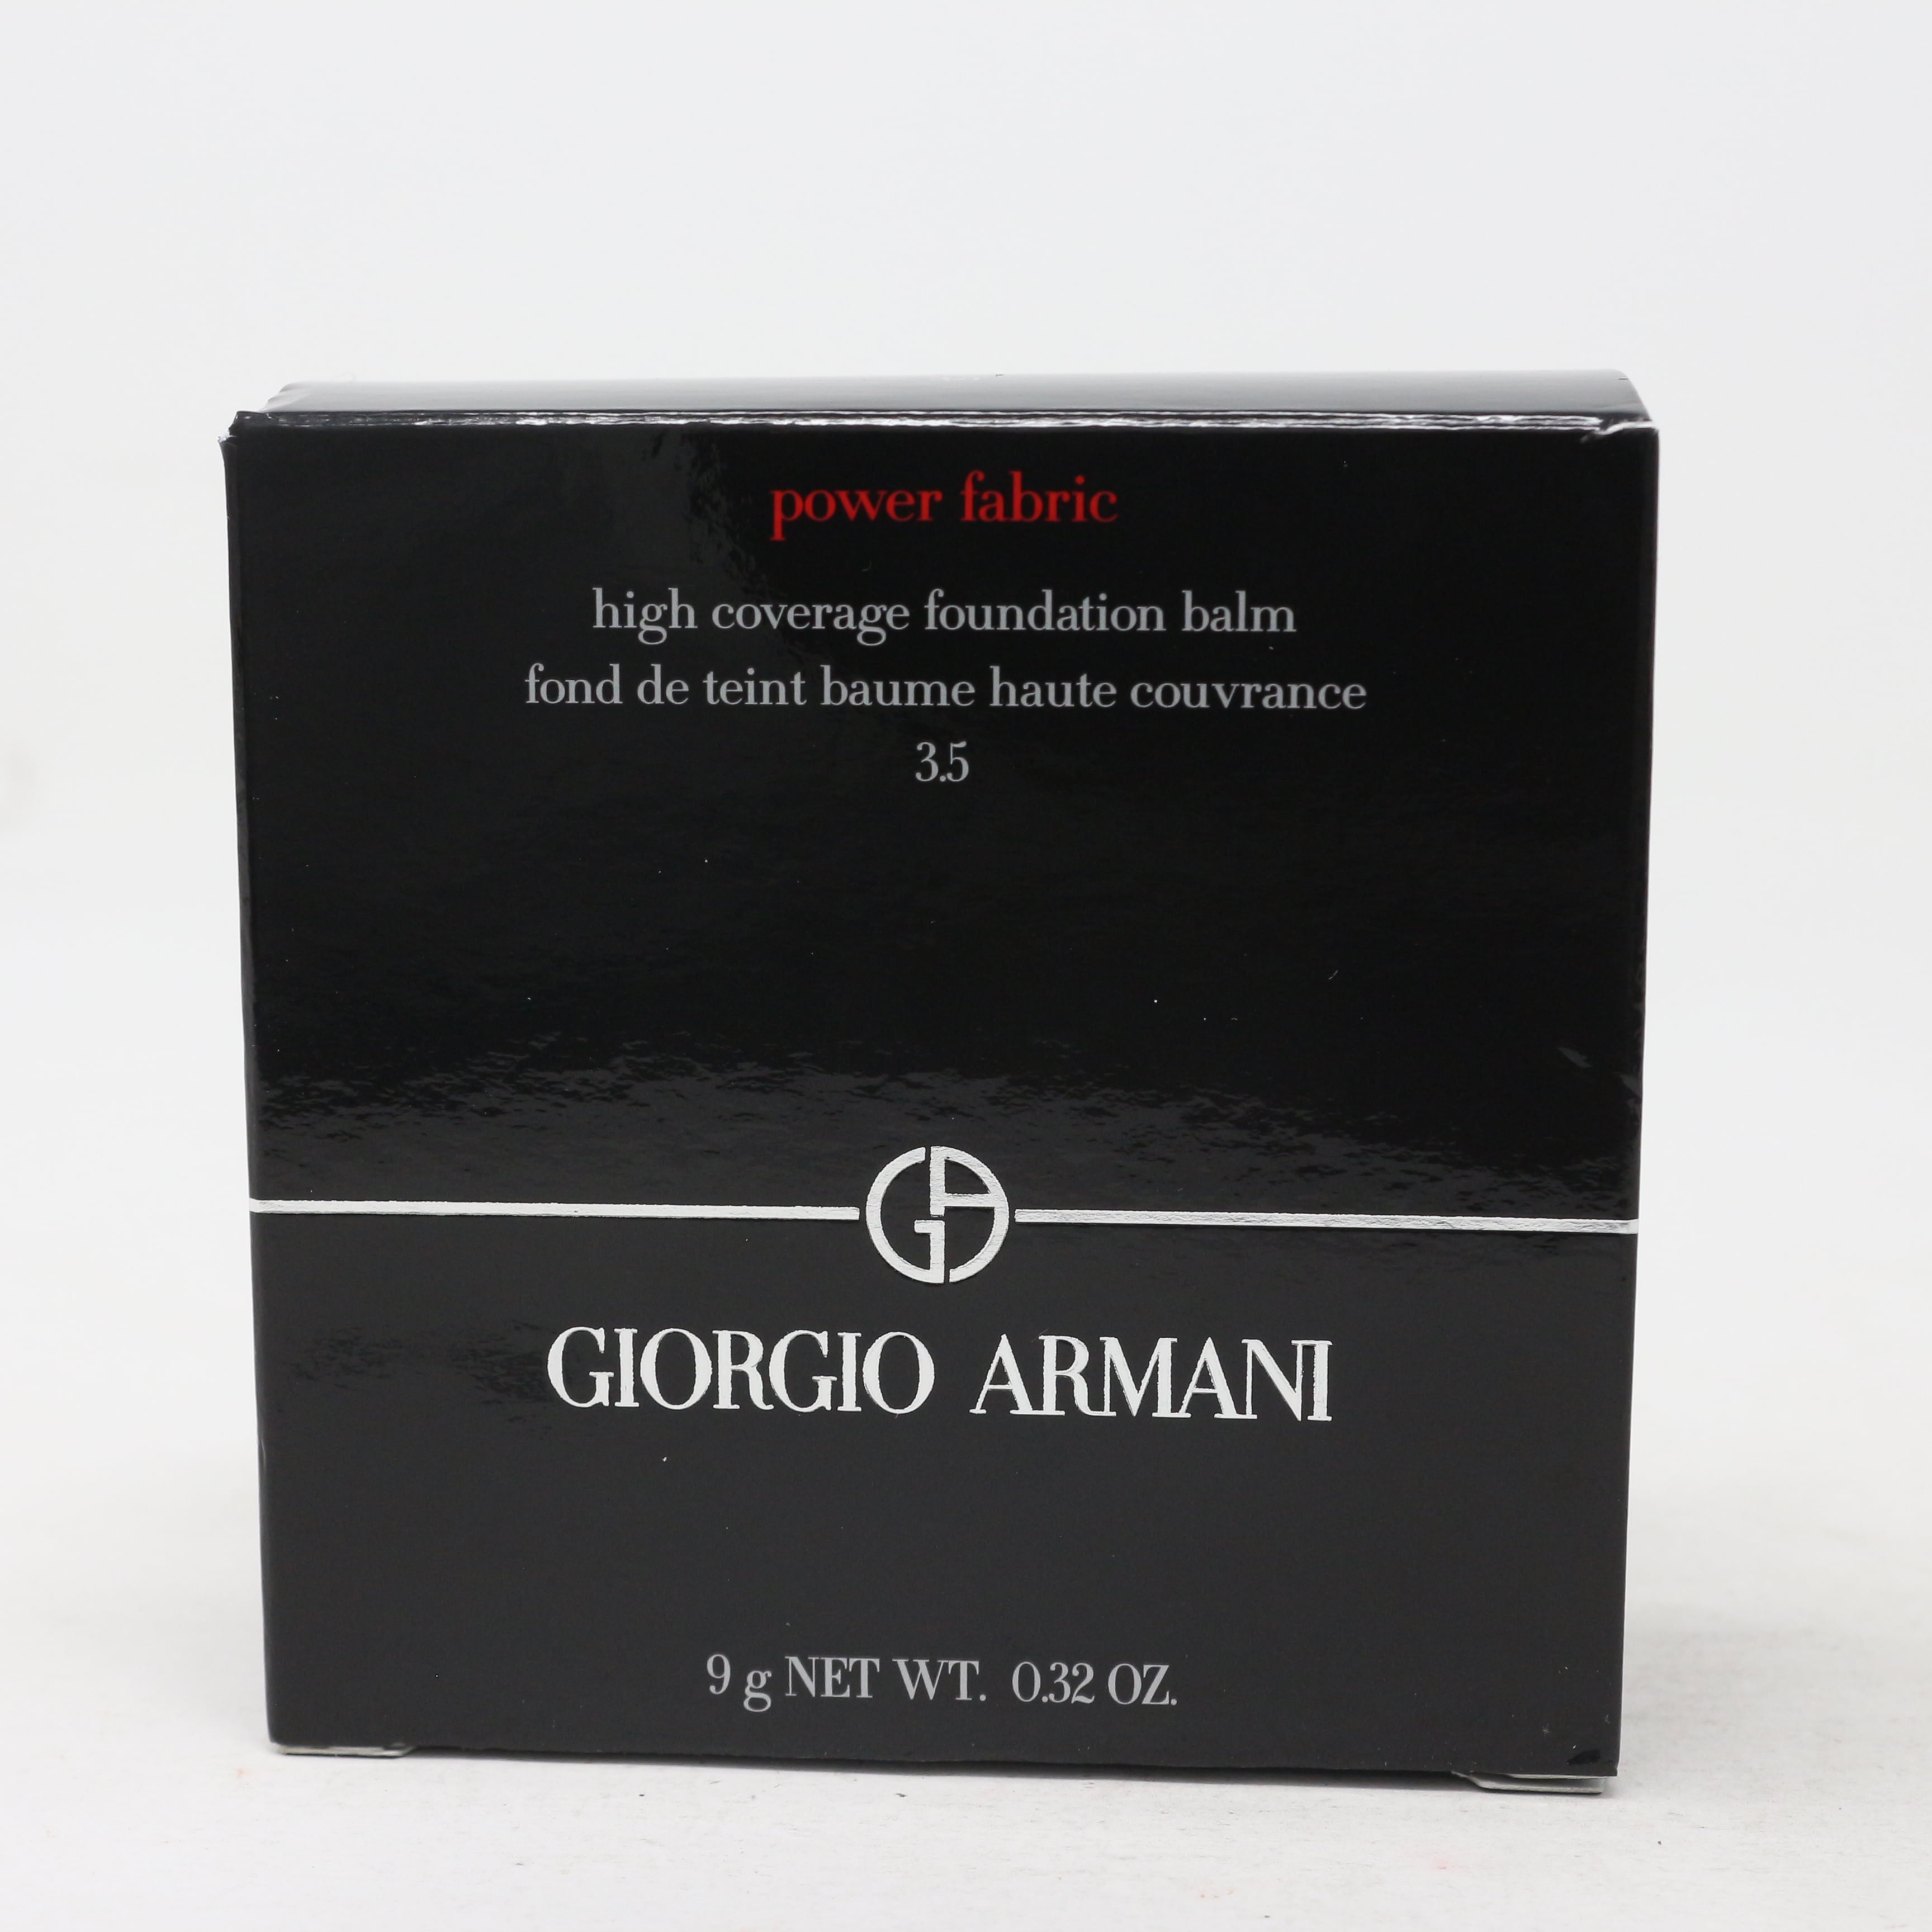 power fabric
high coverage foundation balm
fond de teint baume haute couvrance
3.5
GA
GIORGIO ARMANI
9 g NET WT. 0.32 OZ.